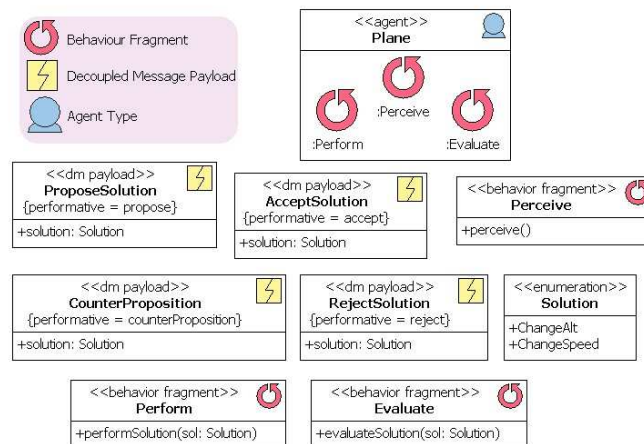 Behaviour Fragment
Decoupled Message Payload
Agent Type
<<agent>>
Plane
:Perceive
:Perform
:Evaluate
<<dm payload>>
ProposeSolution
{performative = propose}
+solution: Solution
<<dm payload>>
AcceptSolution
{performative = accept}
+solution: Solution
<<behavior fragment>>
Perceive
+perceive()
<<dm payload>>
CounterProposition
{performative = counterProposition}
+solution: Solution
<<dm payload>>
RejectSolution
{performative = reject}
+solution: Solution
<<enumeration>>
Solution
+ChangeAlt
+ChangeSpeed
<<behavior fragment>>
Perform
+performSolution(sol: Solution)
<<behavior fragment>>
Evaluate
+evaluateSolution(sol: Solution)